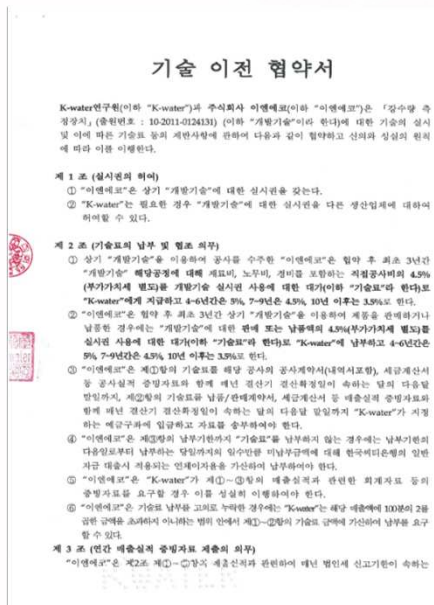 기술 이전 협약서
K-water연구원(이하 "K-water")과 주식회사 이앤에코(이하 "이앤에코")은 「강수량 측
정장치」(출원번호 : 10-2011-0124131) (이하 "개발기술"이라 한다)에 대한 기술의 실시
및 이에 따른 기술료 등의 제반사항에 관하여 다음과 같이 협약하고 신의와 성실의 원칙
에 따라 이를 이행한다.
제 1 조 (실시권의 허여)
① "이앤에코"은 상기 "개발기술"에 대한 실시권을 갖는다.
② "K-water"는 필요한 경우 "개발기술"에 대한 실시권을 다른 생산업체에 대하여
허여할 수 있다.
제 2 조 (기술료의 납부 및 협조 의무)
① 상기 "개발기술"을 이용하여 공사를 수주한 "이앤에코"은 협약 후 최초 3년간
"개발기술" 해당공정에 대해 재료비, 노무비, 경비를 포함하는 직접공사비의 4.5%
(부가가치세 별도)를 개발기술 실시권 사용에 대한 대가(이하 "기술료"라 한다)로
"K-water"에게 지급하고 4~6년간은 5%, 7~9년은 4.5%, 10년 이후는 3.5%로 한다.
② "이앤에코"은 협약 후 최초 3년간 상기 "개발기술"을 이용하여 제품을 판매하거나
납품한 경우에는 "개발기술"에 대한 판매 또는 납품액의 4.5%(부가가치세 별도)를
실시권 사용에 대한 대가(이하 "기술료"라 한다)로 "K-water"에 납부하고 4~6년간은
5%, 7~9년간은 4.5%, 10년 이후는 3.5%로 한다.
③ "이앤에코"은 제①항의 기술료를 해당 공사의 공사계약서(내역서포함), 세금계산서
등 공사실적 증빙자료와 함께 매년 결산기 결산확정일이 속하는 달의 다음달
말일까지, 제②항의 기술료를 납품/판매계약서, 세금계산서 등 매출실적 증빙자료와
함께 매년 결산기 결산확정일이 속하는 달의 다음달 말일까지 "K-water"가 지정
하는 예금구좌에 입금하고 자료를 송부하여야 한다.
④ "이앤에코"은 제③항의 납부기한까지 "기술료"를 납부하지 않는 경우에는 납부기한의
다음일로부터 납부하는 당일까지의 일수만큼 미납부금액에 대해 한국씨티은행의 일반
자금 대출시 적용되는 연체이자율을 가산하여 납부하여야 한다.
⑤ "이앤에코"은 "K-water"가 제①~③항의 매출실적과 관련한 회계자료 등의
증빙자료를 요구할 경우 이를 성실히 이행하여야 한다.
⑥ "이앤에코"은 기술료 납부를 고의로 누락한 경우에는 "K-water"는 해당 매출액에 100분의 2를
곱한 금액을 초과하지 아니하는 범위 안에서 제①~②항의 기술료 금액에 가산하여 납부를 요구
할 수 있다.
제 3 조 (연간 매출실적 증빙자료 제출의 의무)
"이앤에코"은 제2조 제①~②항의 매출실적과 관련하여 매년 법인세 신고기한이 속하는